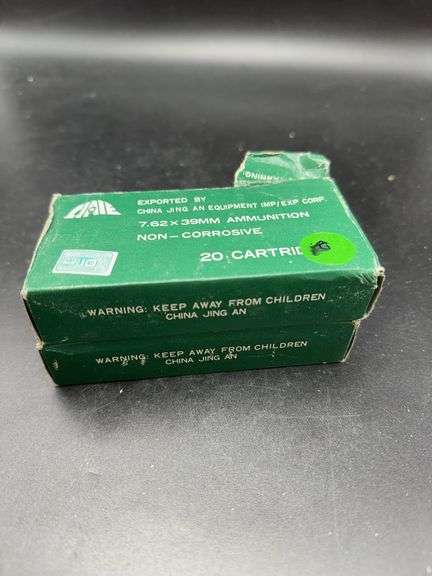 EXPORTED BY
CHINA JING AN EQUIPMENT IMP/EXP CORP
7.62×39MM AMMUNITION
NON-CORROSIVE
20 CARTRID
WARNING: KEEP AWAY FROM CHILDREN
CHINA JING AN
WARNING: KEEP AWAY FROM CHILDREN
CHINA JING AN